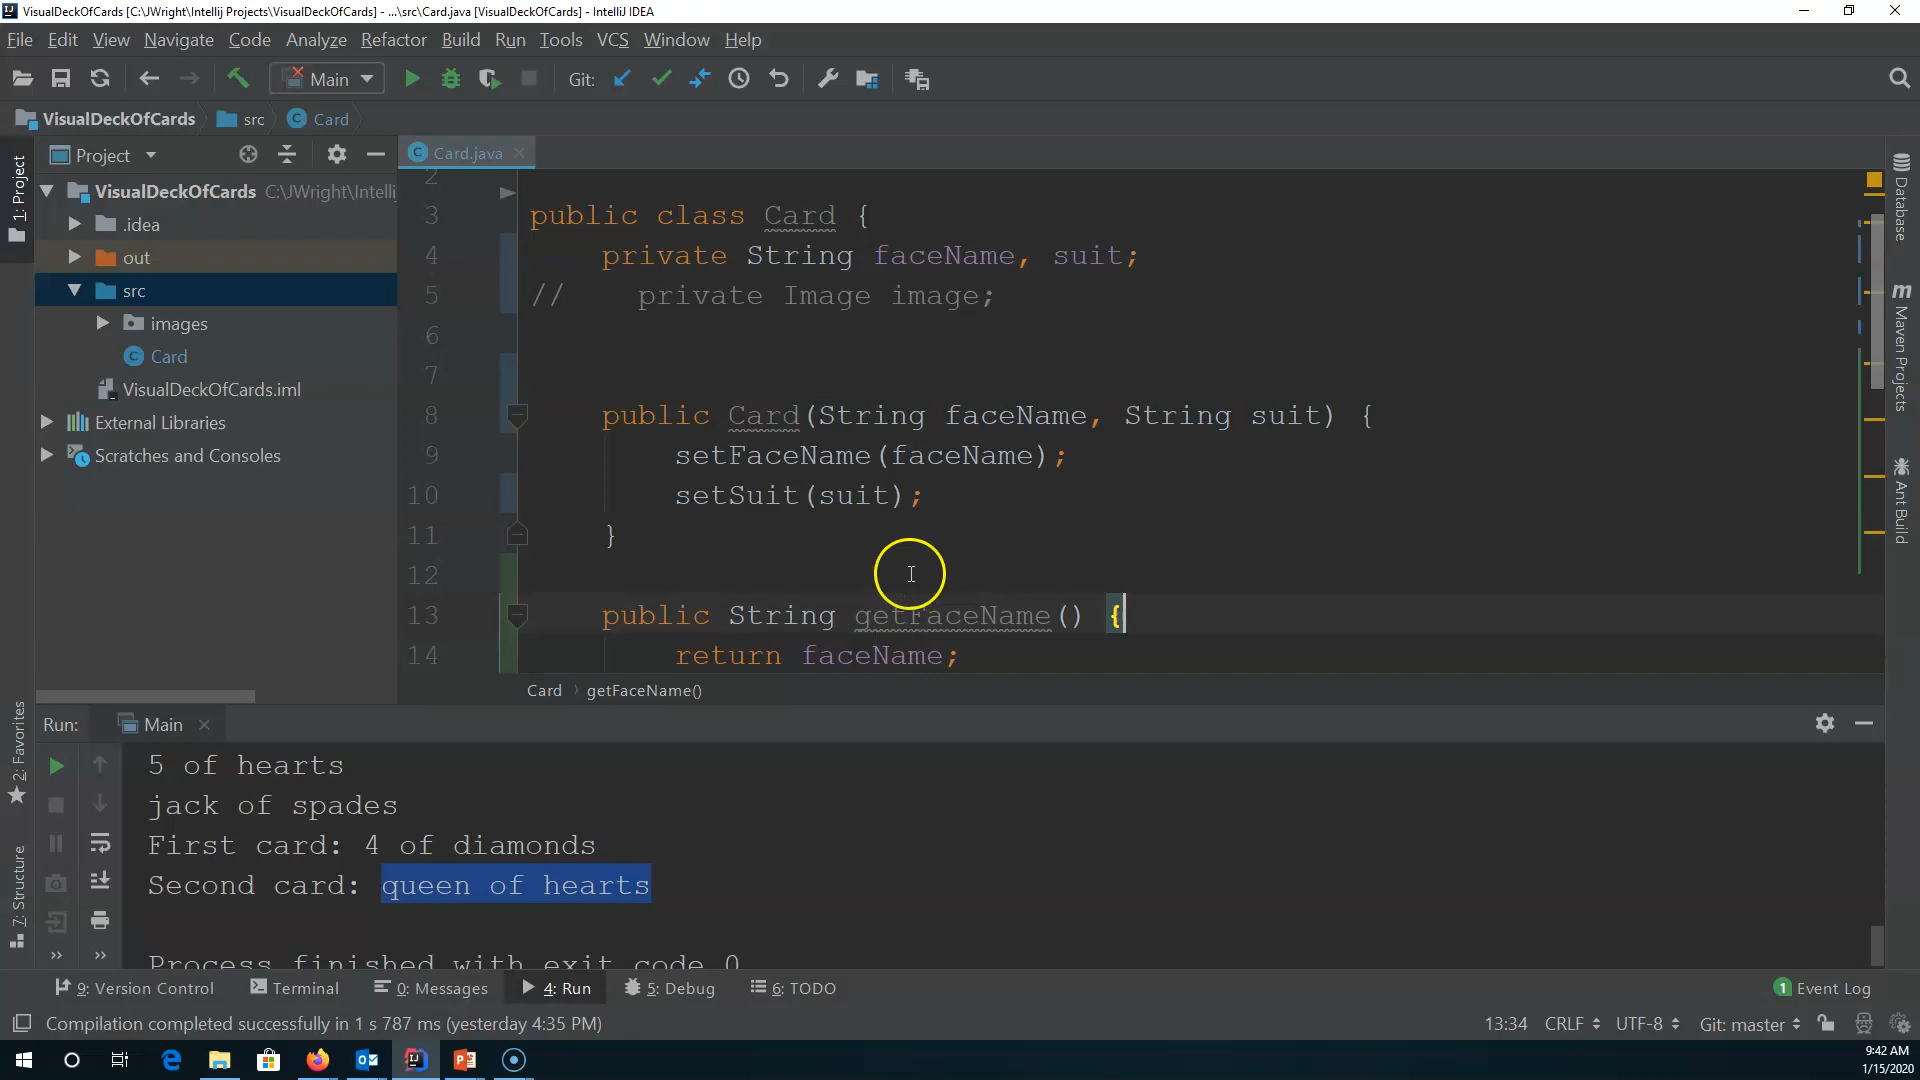 VisualDeckOfCards [C:\JWright\Intellij Projects\VisualDeckOfCards] - ...\src\Card.java [VisualDeckOfCards] - IntelliJ IDEA
File Edit View Navigate Code Analyze Refactor Build Run Tools VCS Window Help
Main Git:
VisualDeckOfCards src Card
Project
Card.java
1: Project
VisualDeckOfCards C:\JWright\Intellij
.idea
out
src
images
Card
VisualDeckOfCards.iml
External Libraries
Scratches and Consoles
2
3 public class Card {
4 private String faceName, suit;
5 // private Image image;
6
7
8 public Card(String faceName, String suit) {
9 setFaceName(faceName);
10 setSuit(suit);
11 }
12
13 public String getFaceName() {
14 return faceName;
Card › getFaceName()
Database
Maven Projects
Ant Build
Run: Main
5 of hearts
jack of spades
First card: 4 of diamonds
Second card: queen of hearts
Process finished with exit code 0
2: Favorites
7: Structure
9: Version Control Terminal 0: Messages 4: Run 5: Debug 6: TODO 1 Event Log
Compilation completed successfully in 1 s 787 ms (yesterday 4:35 PM) 13:34 CRLF UTF-8 Git: master
9:42 AM
1/15/2020